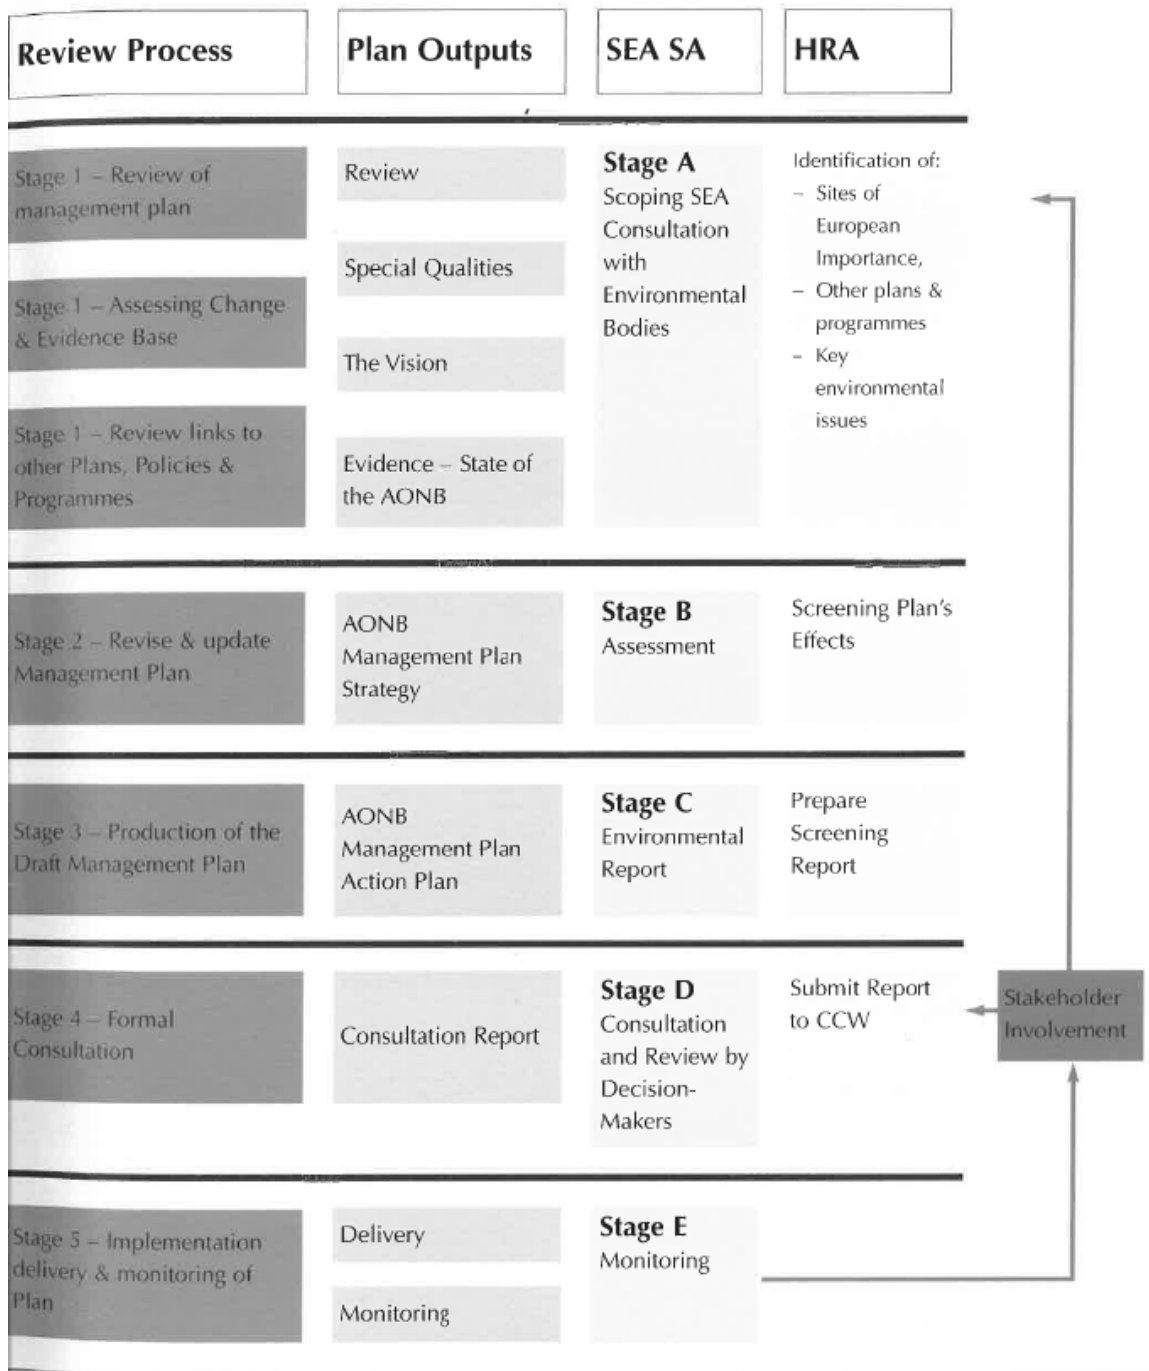 Review Process
Plan Outputs
SEA SA
HRA
Stage 1 – Review of
management plan
Stage 1 – Assessing Change
& Evidence Base
Stage 1 – Review links to
other Plans, Policies &
Programmes
Review
Special Qualities
The Vision
Evidence – State of
the AONB
Stage A
Scoping SEA
Consultation
with
Environmental
Bodies
Identification of:
– Sites of
European
Importance,
– Other plans &
programmes
– Key
environmental
issues
Stage 2 – Revise & update
Management Plan
AONB
Management Plan
Strategy
Stage B
Assessment
Screening Plan's
Effects
Stage 3 – Production of the
Draft Management Plan
AONB
Management Plan
Action Plan
Stage C
Environmental
Report
Prepare
Screening
Report
Stage 4 – Formal
Consultation
Consultation Report
Stage D
Consultation
and Review by
Decision-
Makers
Submit Report
to CCW
Stakeholder
Involvement
Stage 5 – Implementation
delivery & monitoring of
Plan
Delivery
Monitoring
Stage E
Monitoring